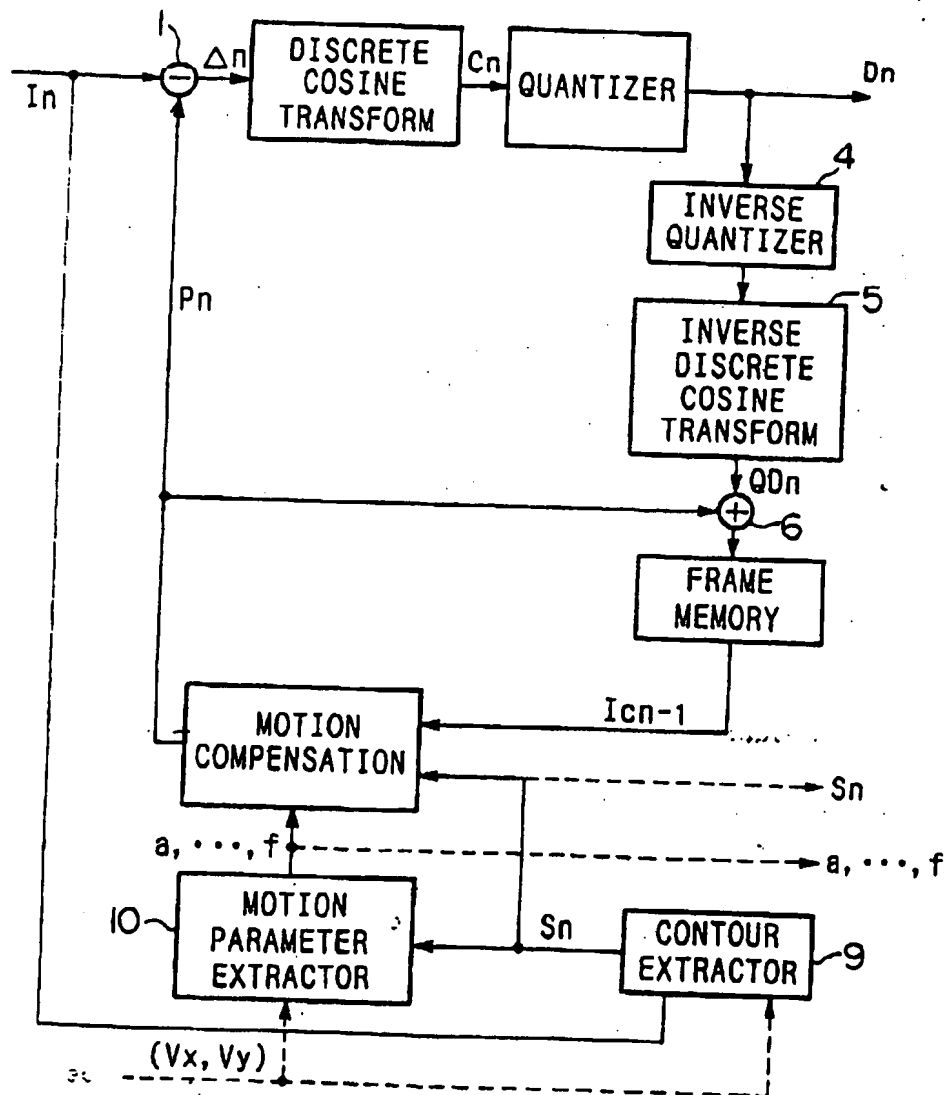 1
In
Δn
DISCRETE
COSINE
TRANSFORM
Cn
QUANTIZER
Dn
4
INVERSE
QUANTIZER
Pn
5
INVERSE
DISCRETE
COSINE
TRANSFORM
QDn
6
FRAME
MEMORY
Icn-1
MOTION
COMPENSATION
Sn
a, ···, f
a, ···, f
10
MOTION
PARAMETER
EXTRACTOR
Sn
CONTOUR
EXTRACTOR
9
(Vx, Vy)